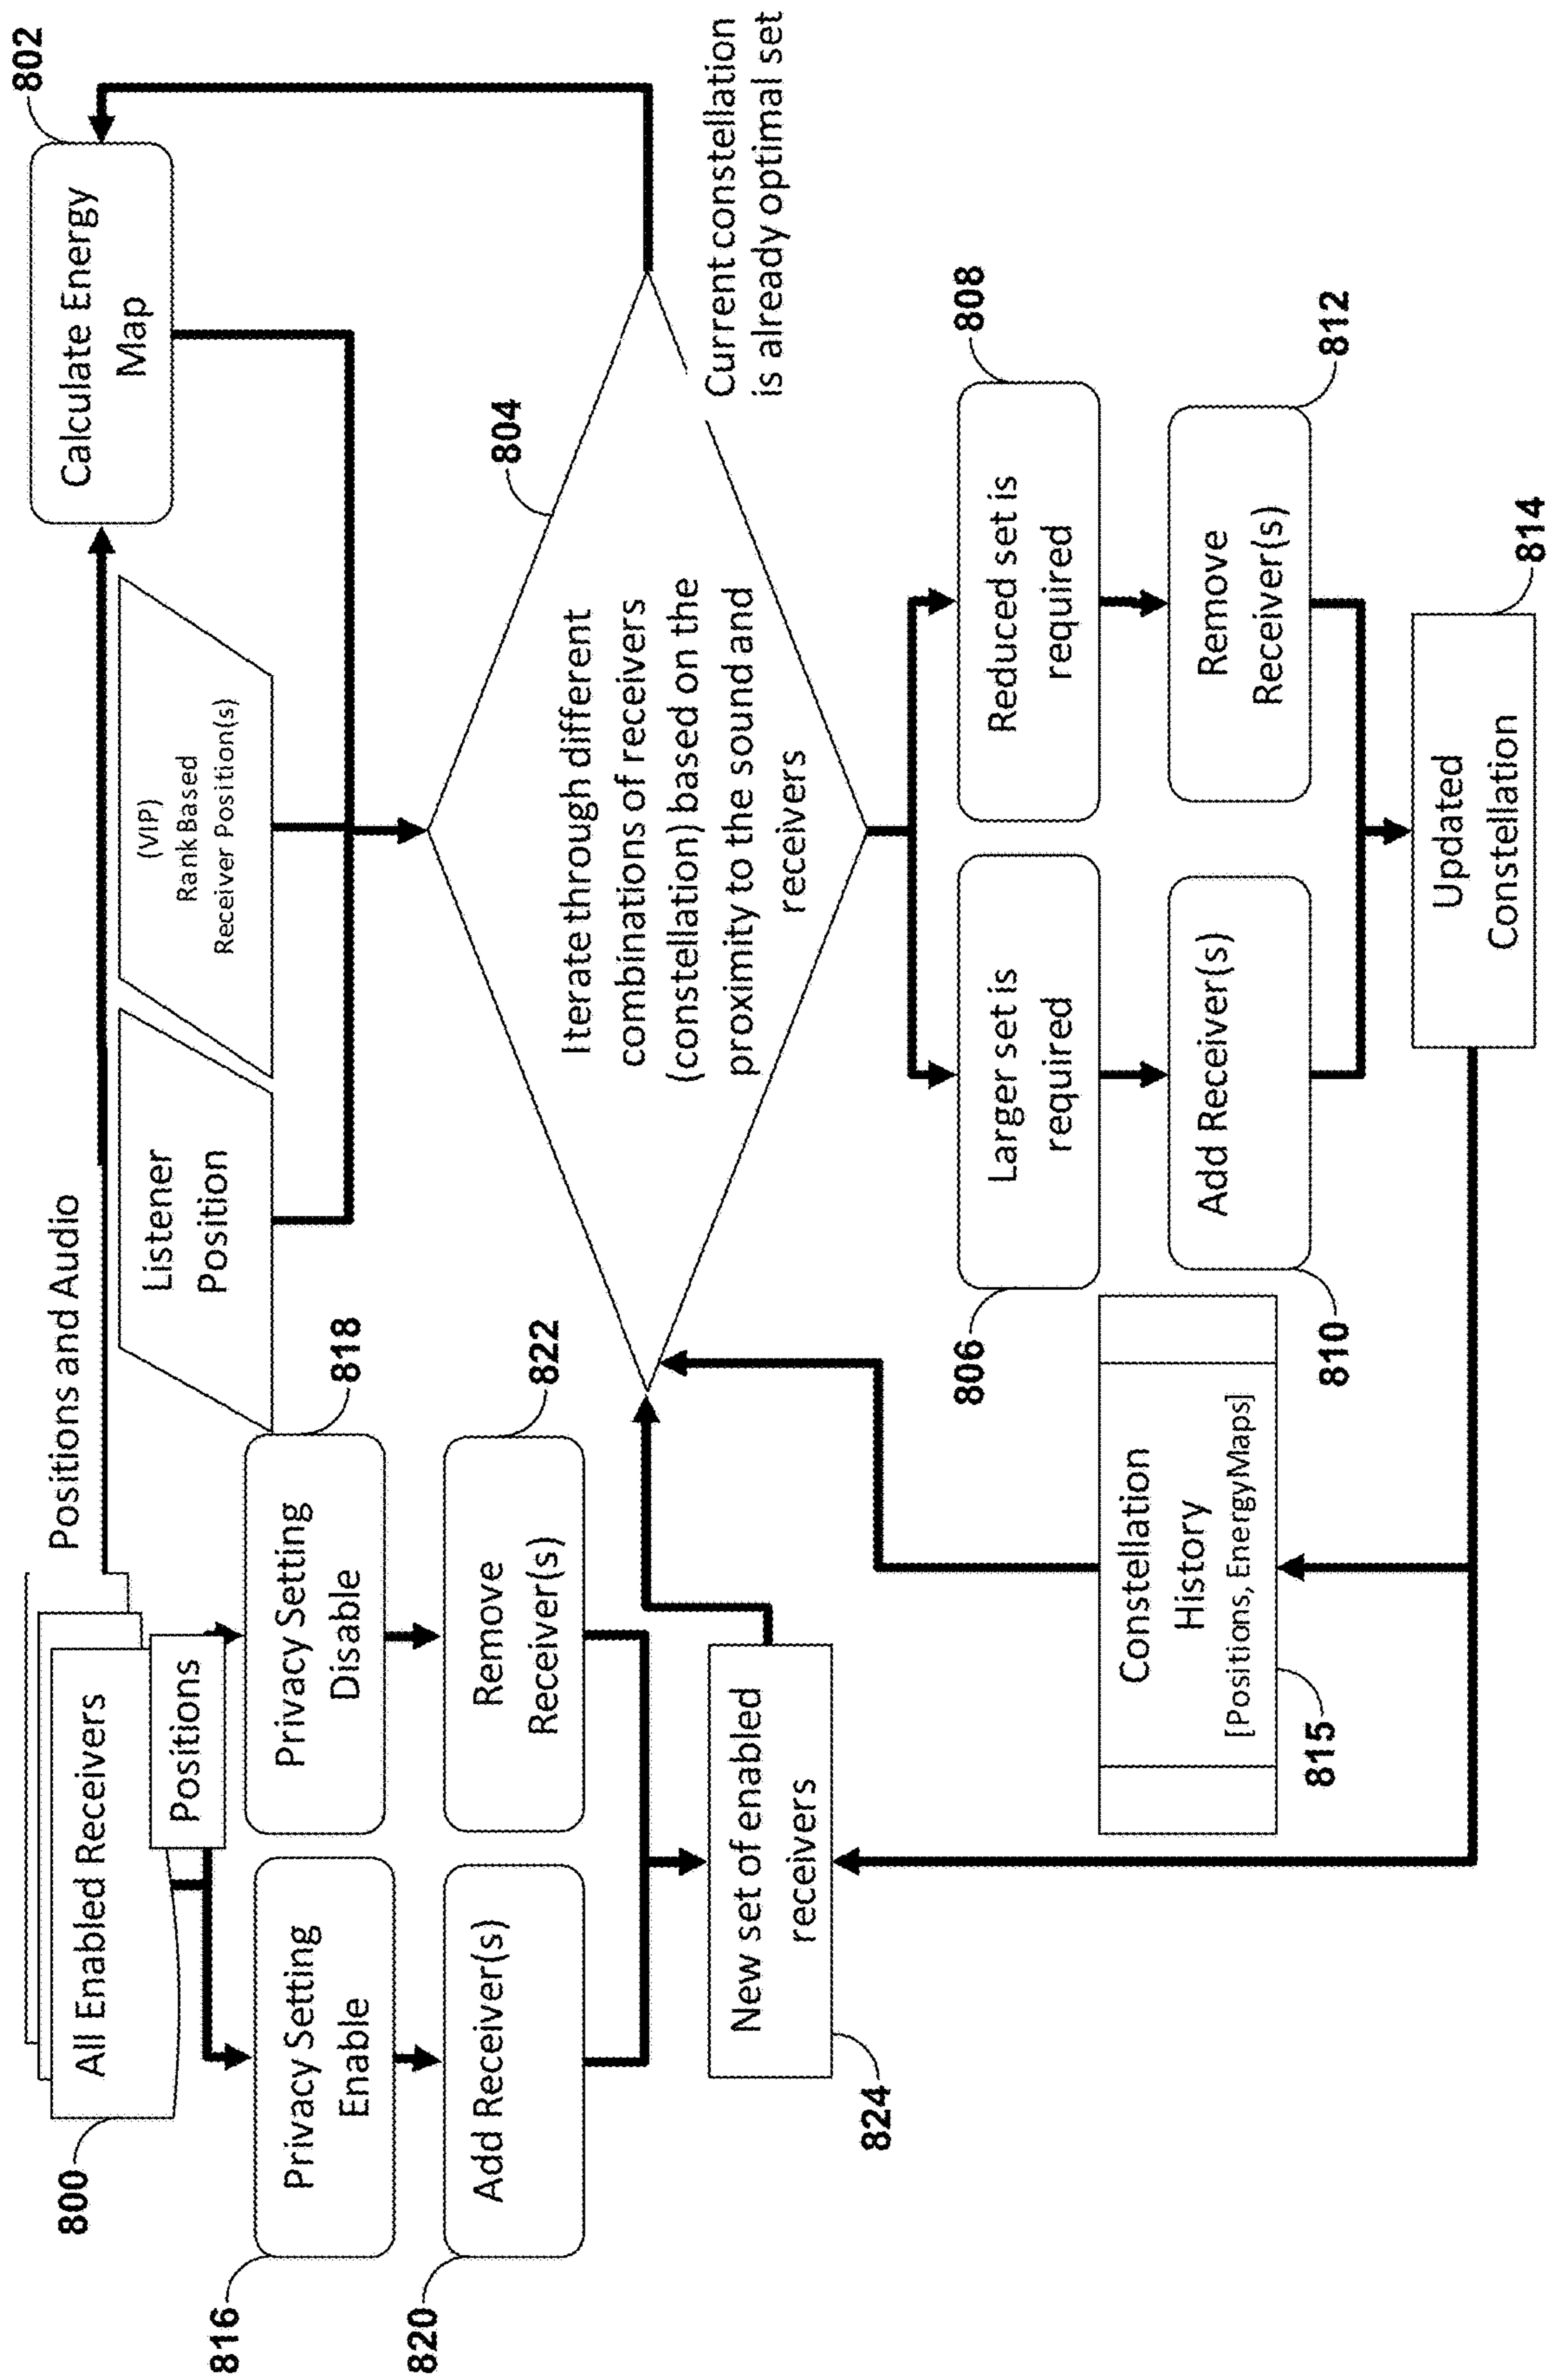 800
All Enabled Receivers
Positions
Positions and Audio
802
Calculate Energy
Map
Listener
Position
(VIP)
Rank Based
Receiver Position(s)
816
Privacy Setting
Enable
818
Privacy Setting
Disable
820
Add Receiver(s)
822
Remove
Receiver(s)
824
New set of enabled
receivers
804
Iterate through different
combinations of receivers
(constellation) based on the
proximity to the sound and
receivers
Current constellation
is already optimal set
806
Larger set is
required
808
Reduced set is
required
810
Add Receiver(s)
812
Remove
Receiver(s)
815
Constellation
History
[Positions, EnergyMaps]
814
Updated
Constellation